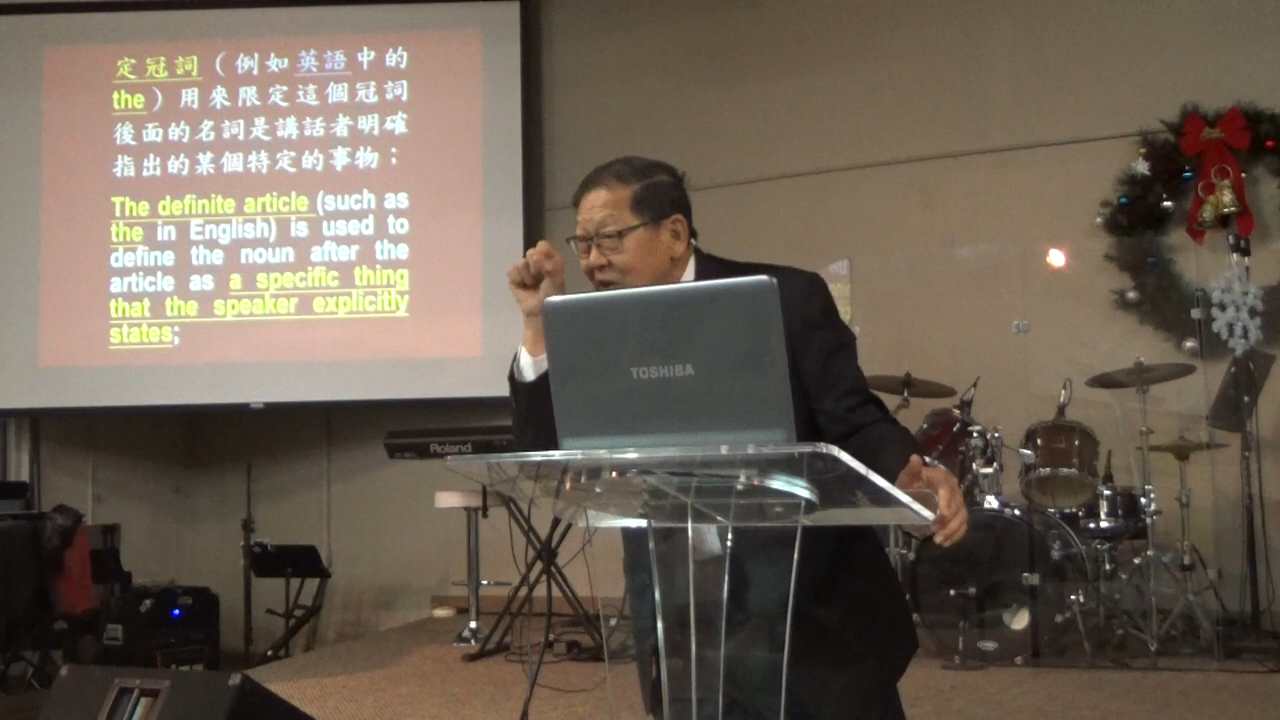 定冠詞（例如英語中的
the）用來限定這個冠詞
後面的名詞是講話者明確
指出的某個特定的事物；
The definite article (such as
the in English) is used to
define the noun after the
article as a specific thing
that the speaker explicitly
states;
TOSHIBA
Roland